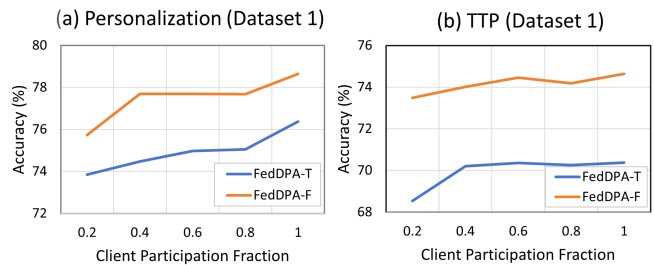 (a) Personalization (Dataset 1)
80
78
76
74
72
Accuracy (%)
0.2 0.4 0.6 0.8 1
Client Participation Fraction
FedDPA-T
FedDPA-F
(b) TTP (Dataset 1)
76
74
72
70
68
Accuracy (%)
0.2 0.4 0.6 0.8 1
Client Participation Fraction
FedDPA-T
FedDPA-F